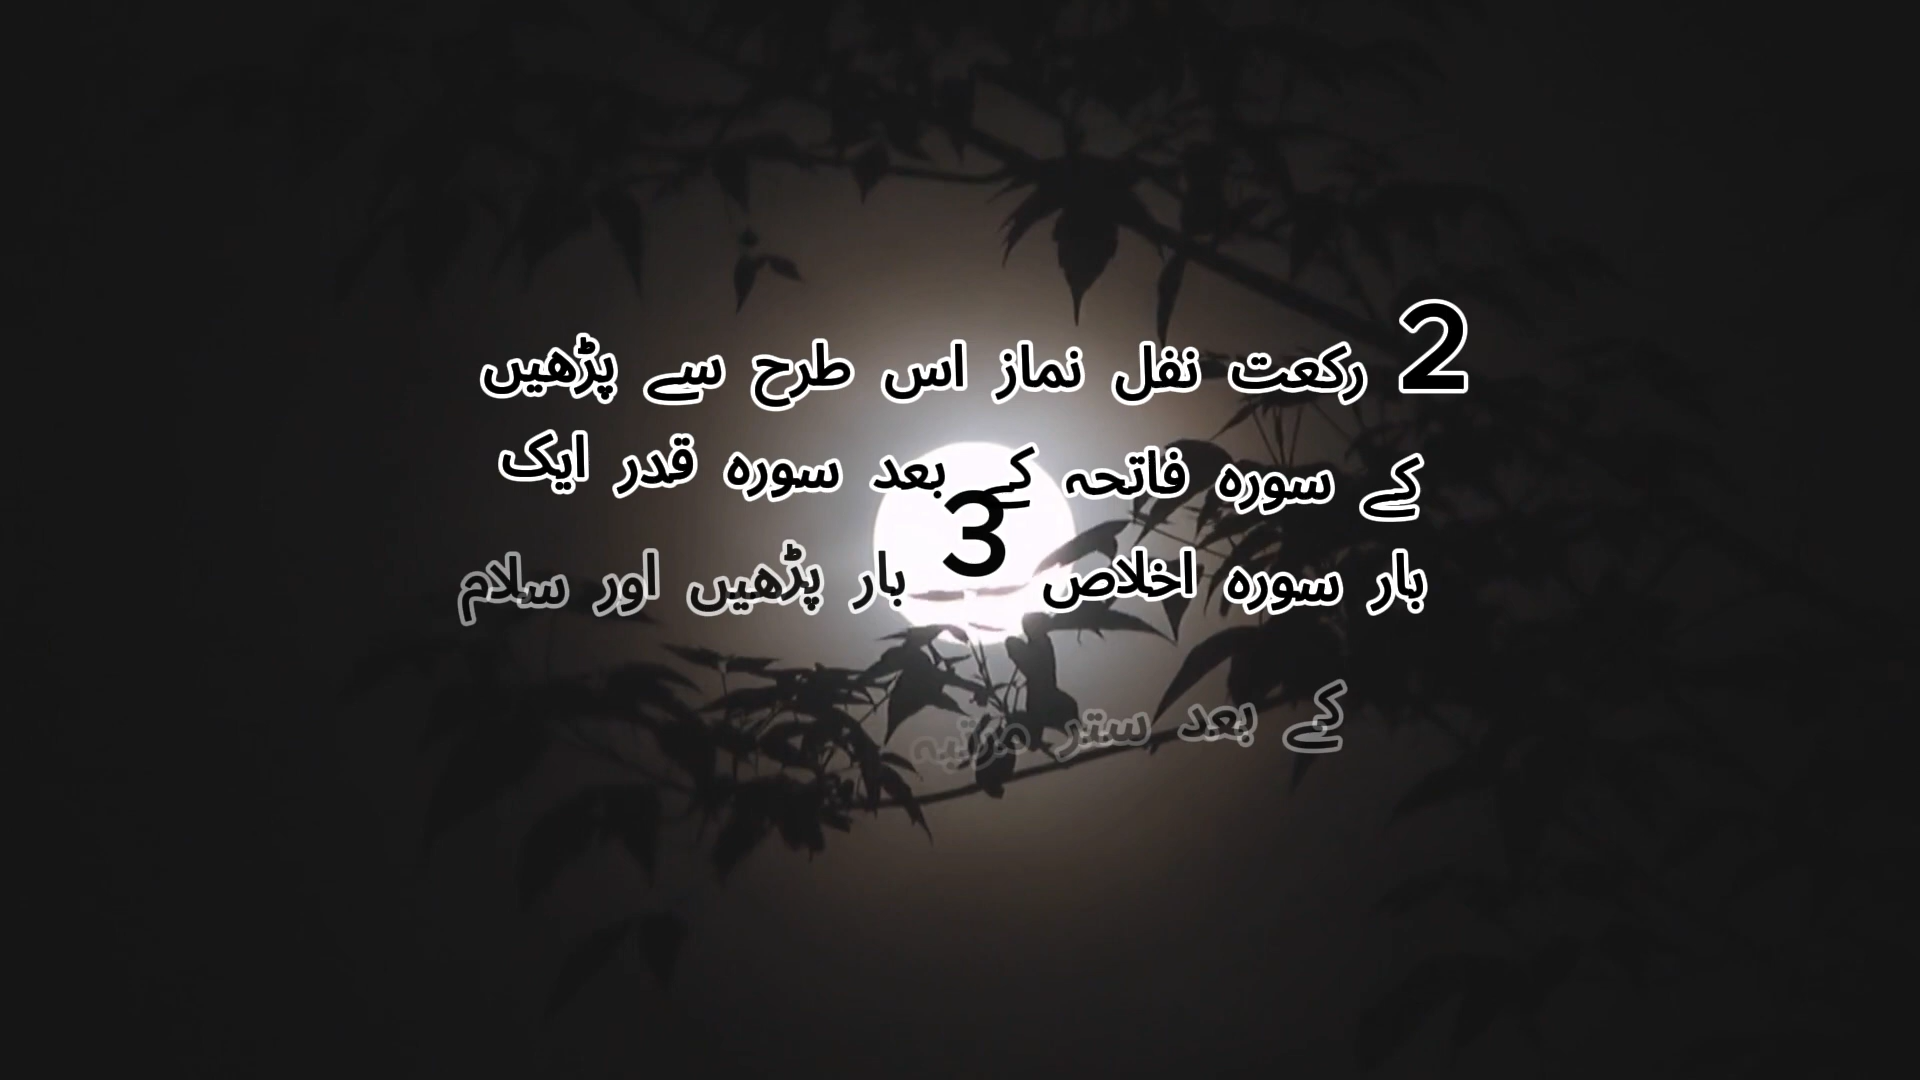 2 رکعت نفل نماز اس طرح سے پڑھیں
کے سورہ فاتحہ کے بعد سورہ قدر ایک
بار سورہ اخلاص 3 بار پڑھیں اور سلام
کے بعد ستر مرتبہ